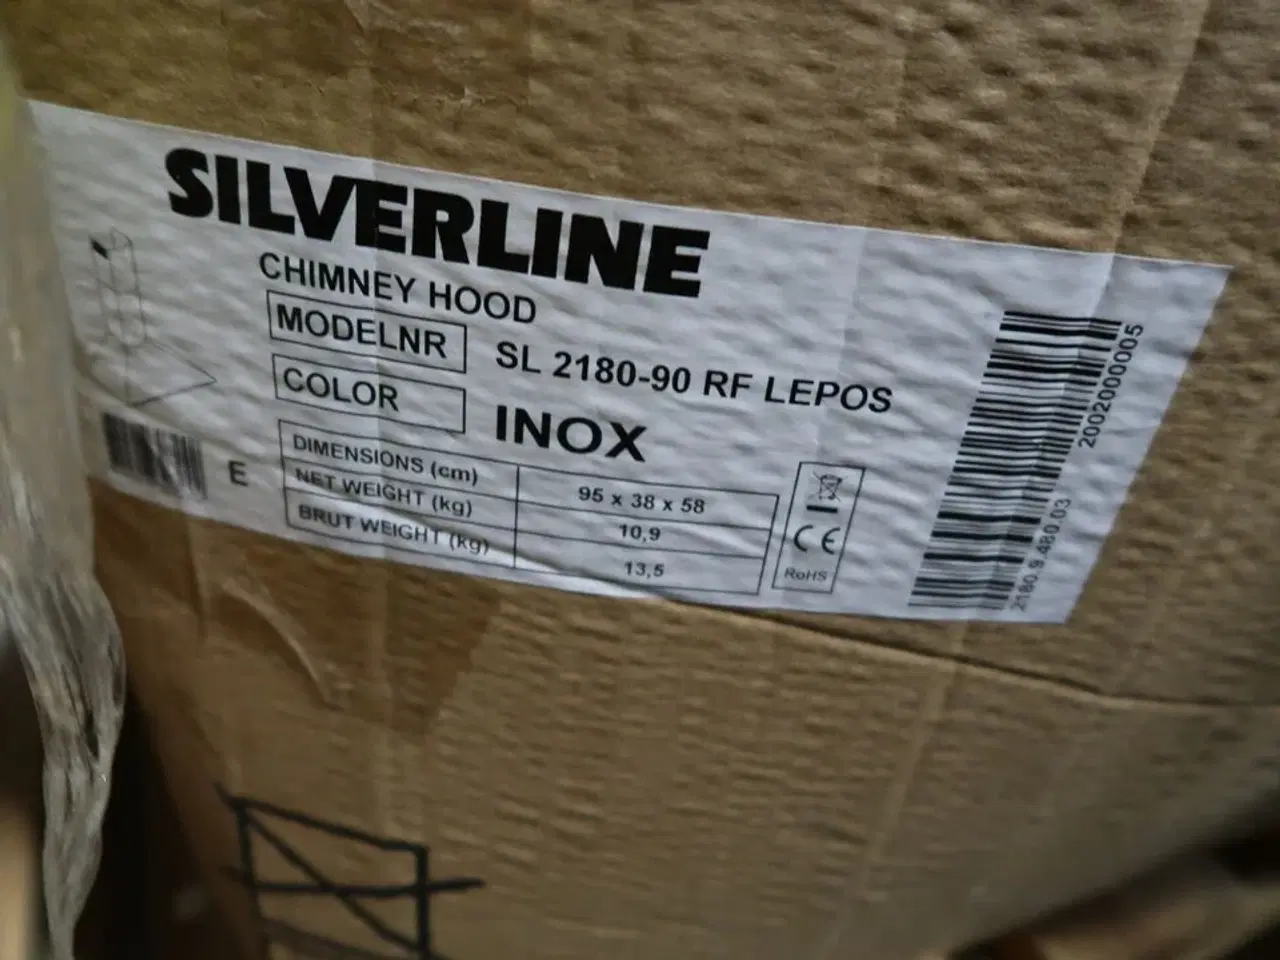 SILVERLINE
CHIMNEY HOOD
MODELNR SL 2180-90 RF LEPOS
COLOR INOX
DIMENSIONS (cm) 95 x 38 x 58
NET WEIGHT (kg) 10,9
BRUT WEIGHT (kg) 13,5
E
CE
RoHS
2180.9.480.03
2002000005